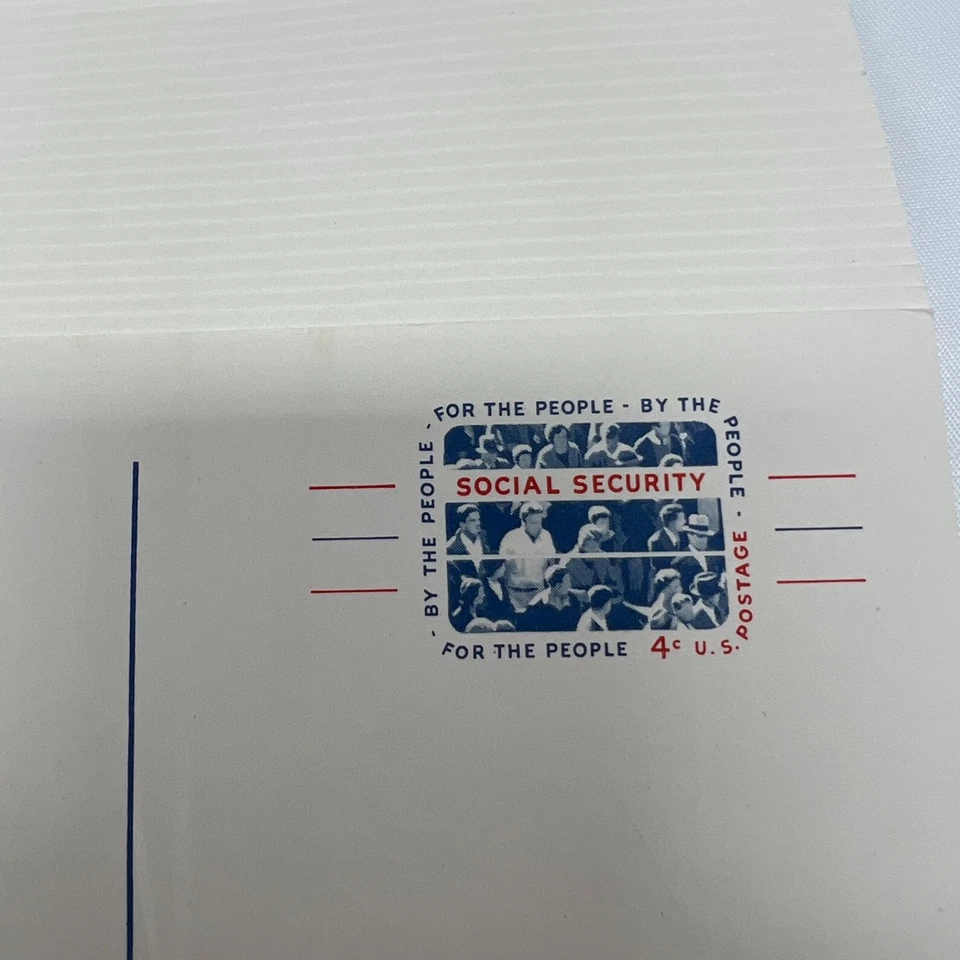 FOR THE PEOPLE - BY THE PEOPLE - POSTAGE
SOCIAL SECURITY
- BY THE PEOPLE -
FOR THE PEOPLE 4c U.S.